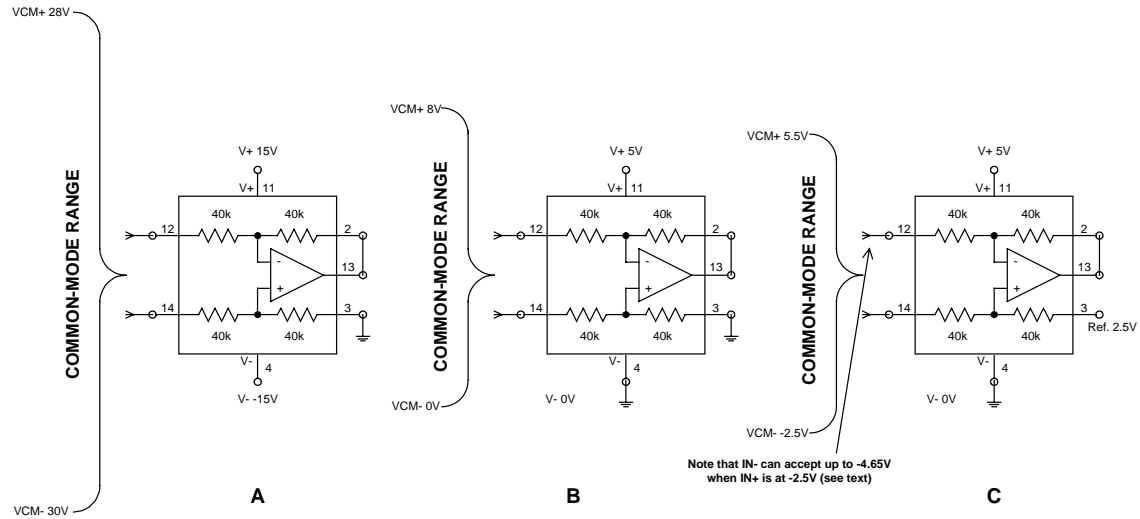 VCM+ 28V
COMMON-MODE RANGE
VCM- 30V
V+ 15V
V+ 11
40k 40k
12 2
-
13
+
14 3
40k 40k
V-
4
V- -15V
A
VCM+ 8V
COMMON-MODE RANGE
VCM- 0V
V+ 5V
V+ 11
40k 40k
12 2
-
13
+
14 3
40k 40k
V-
4
V- 0V
B
VCM+ 5.5V
COMMON-MODE RANGE
VCM- -2.5V
V+ 5V
V+ 11
40k 40k
12 2
-
13
+
14 3
Ref. 2.5V
40k 40k
V-
4
V- 0V
Note that IN- can accept up to -4.65V
when IN+ is at -2.5V (see text)
C